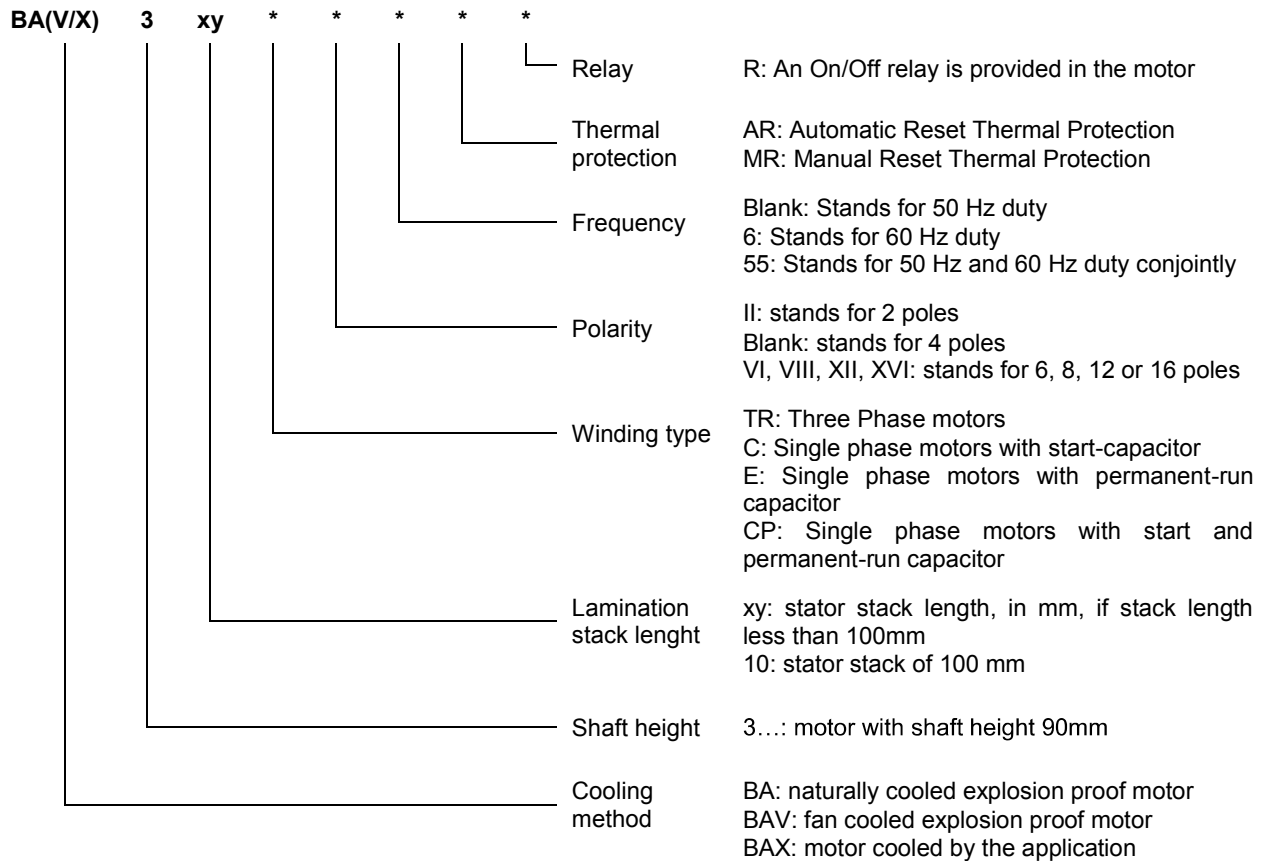 BA(V/X) 3 xy * * * * *
Relay R: An On/Off relay is provided in the motor
Thermal AR: Automatic Reset Thermal Protection
protection MR: Manual Reset Thermal Protection
Blank: Stands for 50 Hz duty
Frequency 6: Stands for 60 Hz duty
55: Stands for 50 Hz and 60 Hz duty conjointly
II: stands for 2 poles
Polarity Blank: stands for 4 poles
VI, VIII, XII, XVI: stands for 6, 8, 12 or 16 poles
TR: Three Phase motors
Winding type C: Single phase motors with start-capacitor
E: Single phase motors with permanent-run
capacitor
CP: Single phase motors with start and
permanent-run capacitor
Lamination xy: stator stack length, in mm, if stack length
stack lenght less than 100mm
10: stator stack of 100 mm
Shaft height 3…: motor with shaft height 90mm
Cooling BA: naturally cooled explosion proof motor
method BAV: fan cooled explosion proof motor
BAX: motor cooled by the application